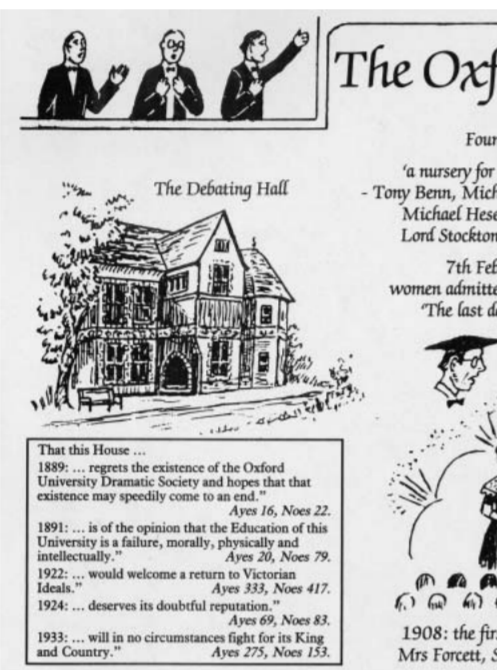 The Oxf
Foun
'a nursery for
- Tony Benn, Mich
Michael Hese
Lord Stockton
7th Feb
women admitte
'The last da
The Debating Hall
That this House ...
1889: ... regrets the existence of the Oxford
University Dramatic Society and hopes that that
existence may speedily come to an end."
Ayes 16, Noes 22.
1891: ... is of the opinion that the Education of this
University is a failure, morally, physically and
intellectually." Ayes 20, Noes 79.
1922: ... would welcome a return to Victorian
Ideals." Ayes 333, Noes 417.
1924: ... deserves its doubtful reputation."
Ayes 69, Noes 83.
1933: ... will in no circumstances fight for its King
and Country." Ayes 275, Noes 153.
1908: the fir
Mrs Forcett, S